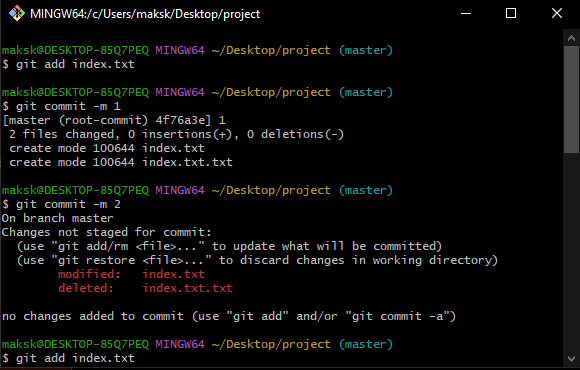 MINGW64:/c/Users/maksk/Desktop/project
maksk@DESKTOP-85Q7PEQ MINGW64 ~/Desktop/project (master)
$ git add index.txt
maksk@DESKTOP-85Q7PEQ MINGW64 ~/Desktop/project (master)
$ git commit -m 1
[master (root-commit) 4f76a3e] 1
 2 files changed, 0 insertions(+), 0 deletions(-)
 create mode 100644 index.txt
 create mode 100644 index.txt.txt
maksk@DESKTOP-85Q7PEQ MINGW64 ~/Desktop/project (master)
$ git commit -m 2
On branch master
Changes not staged for commit:
  (use "git add/rm <file>..." to update what will be committed)
  (use "git restore <file>..." to discard changes in working directory)
        modified:   index.txt
        deleted:    index.txt.txt
no changes added to commit (use "git add" and/or "git commit -a")
maksk@DESKTOP-85Q7PEQ MINGW64 ~/Desktop/project (master)
$ git add index.txt